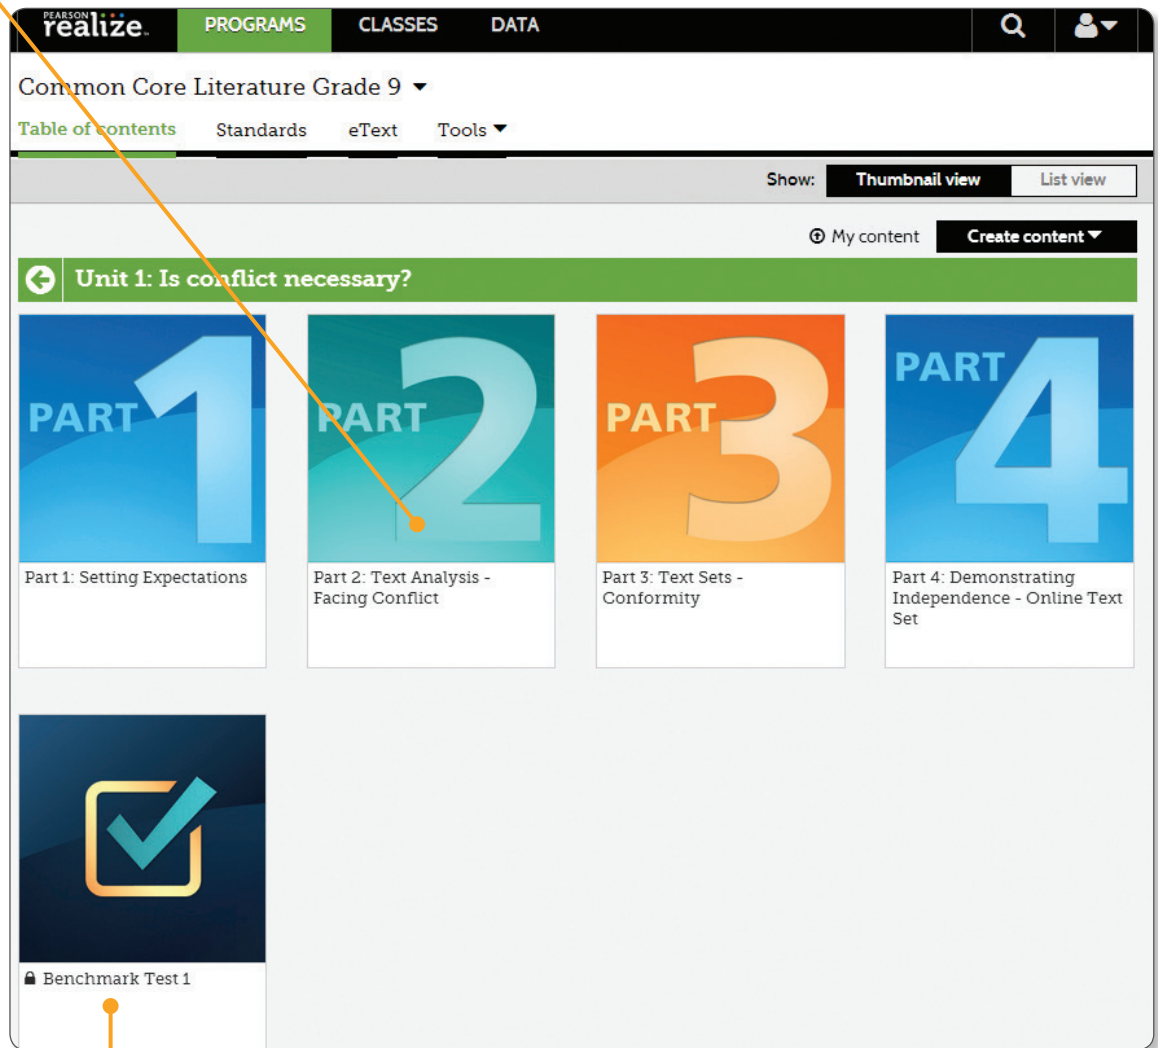 PEARSON
realize™ PROGRAMS CLASSES DATA
Common Core Literature Grade 9
Table of contents Standards eText Tools
Show: Thumbnail view List view
My content Create content
Unit 1: Is conflict necessary?
PART 1
PART 2
PART 3
PART 4
Part 1: Setting Expectations
Part 2: Text Analysis -
Facing Conflict
Part 3: Text Sets -
Conformity
Part 4: Demonstrating
Independence - Online Text
Set
Benchmark Test 1